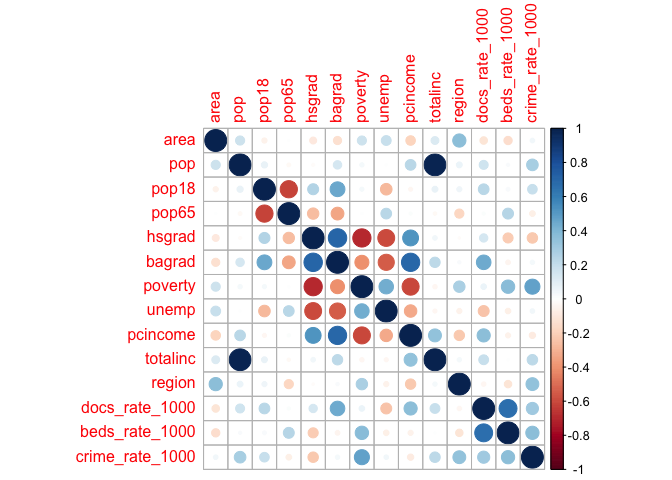 area
pop
pop18
pop65
hsgrad
bagrad
poverty
unemp
pcincome
totalinc
region
docs_rate_1000
beds_rate_1000
crime_rate_1000
area
pop
pop18
pop65
hsgrad
bagrad
poverty
unemp
pcincome
totalinc
region
docs_rate_1000
beds_rate_1000
crime_rate_1000
1
0.8
0.6
0.4
0.2
0
-0.2
-0.4
-0.6
-0.8
-1